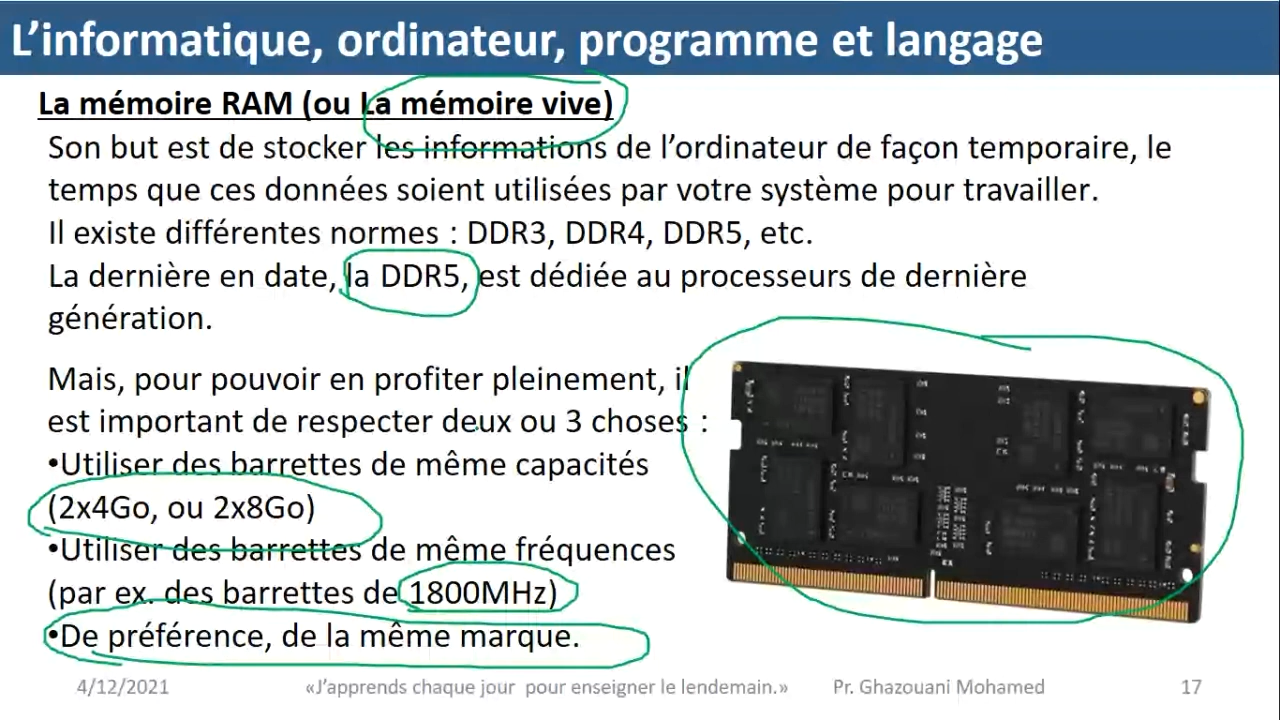 L’informatique, ordinateur, programme et langage
La mémoire RAM (ou La mémoire vive)
Son but est de stocker les informations de l’ordinateur de façon temporaire, le
temps que ces données soient utilisées par votre système pour travailler.
Il existe différentes normes : DDR3, DDR4, DDR5, etc.
La dernière en date, la DDR5, est dédiée au processeurs de dernière
génération.
Mais, pour pouvoir en profiter pleinement, il
est important de respecter deux ou 3 choses :
•Utiliser des barrettes de même capacités
(2x4Go, ou 2x8Go)
•Utiliser des barrettes de même fréquences
(par ex. des barrettes de 1800MHz)
•De préférence, de la même marque.
4/12/2021 «J’apprends chaque jour pour enseigner le lendemain.» Pr. Ghazouani Mohamed 17